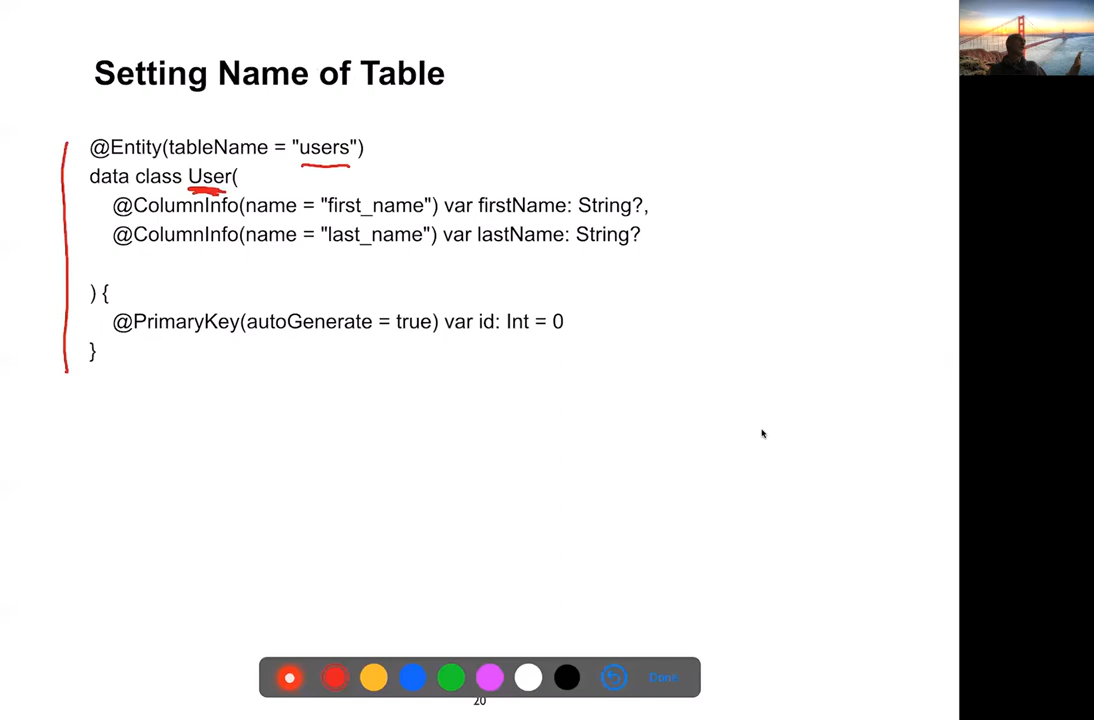 Setting Name of Table
@Entity(tableName = "users")
data class User(
@ColumnInfo(name = "first_name") var firstName: String?,
@ColumnInfo(name = "last_name") var lastName: String?
) {
@PrimaryKey(autoGenerate = true) var id: Int = 0
}
Done
20